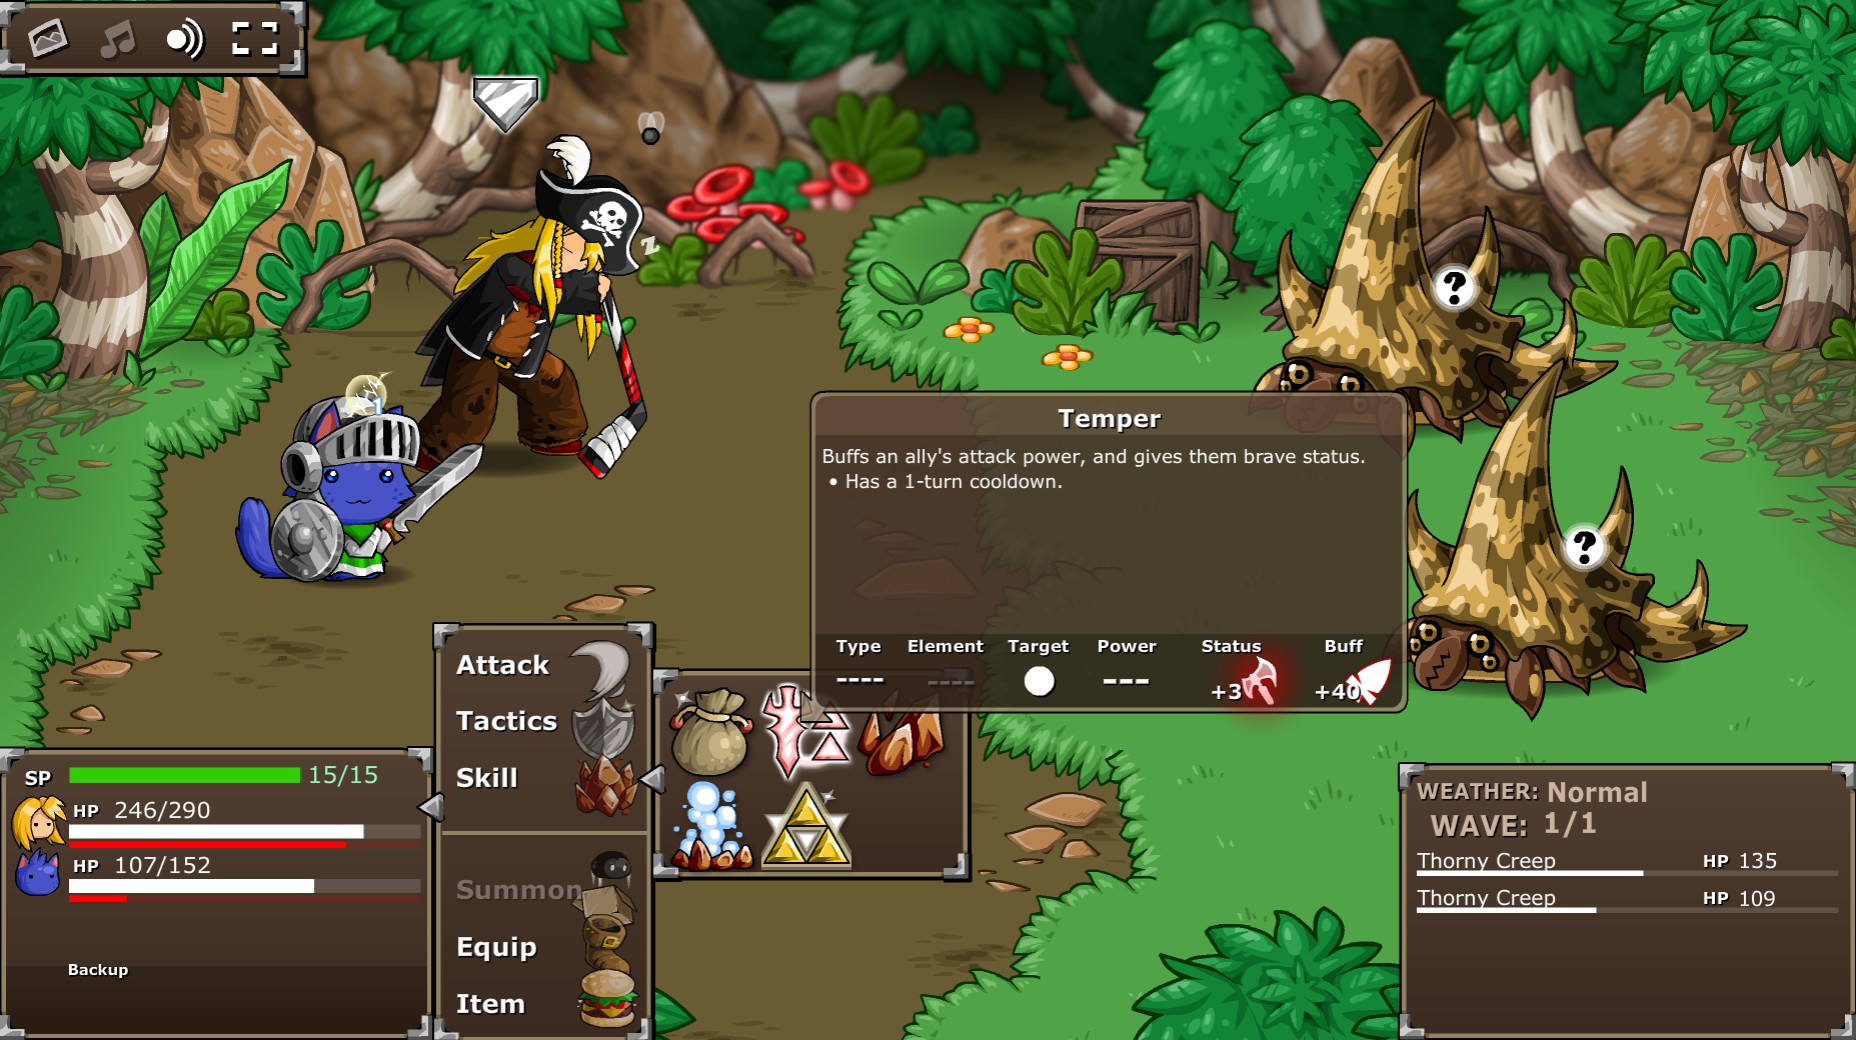 z
1
Temper
Buffs an ally's attack power, and gives them brave status.
• Has a 1-turn cooldown.
Type Element Target Power Status Buff
---- ---- --- +3 +40
?
?
Attack
Tactics
Skill
Summon
Equip
Item
SP 15/15
HP 246/290
HP 107/152
Backup
WEATHER: Normal
WAVE: 1/1
Thorny Creep HP 135
Thorny Creep HP 109